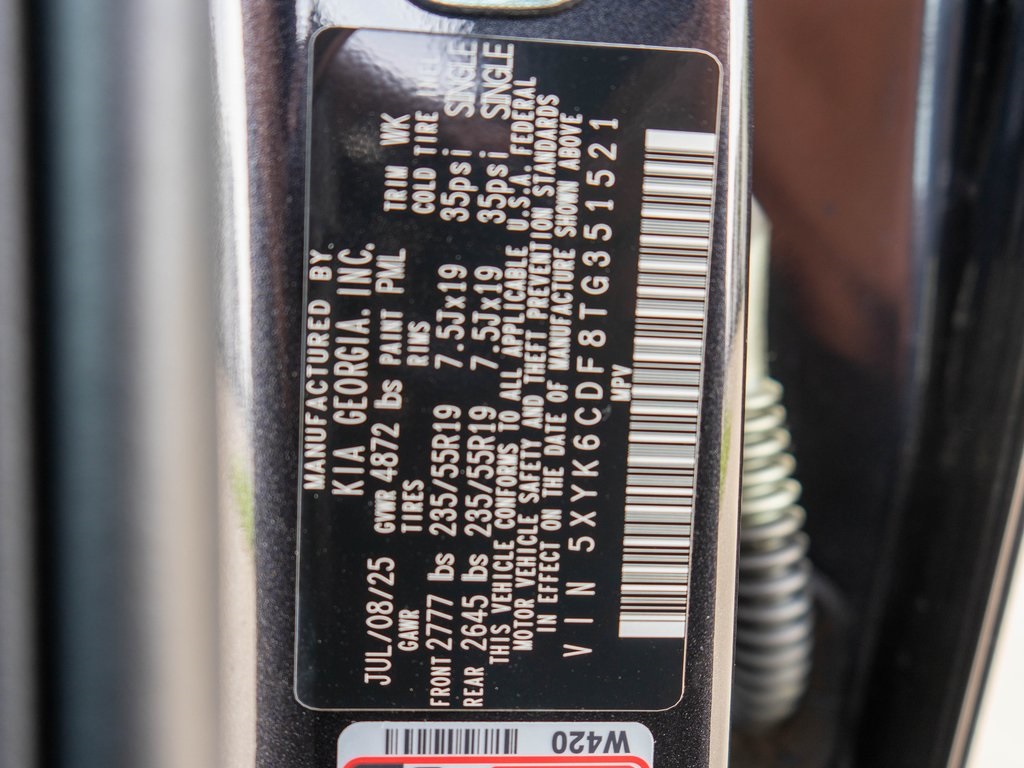 MANUFACTURED BY
KIA GEORGIA, INC.
JUL/08/25 GVWR 4872 lbs PAINT PML TRIM WK
GAWR TIRES RIMS COLD TIRE
FRONT 2777 lbs 235/55R19 7.5Jx19 35psi SINGLE
REAR 2645 lbs 235/55R19 7.5Jx19 35psi SINGLE
THIS VEHICLE CONFORMS TO ALL APPLICABLE U.S.A. FEDERAL
MOTOR VEHICLE SAFETY AND THEFT PREVENTION STANDARDS
IN EFFECT ON THE DATE OF MANUFACTURE SHOWN ABOVE
VIN 5XYK6CDF8TG351521
MPV
W420